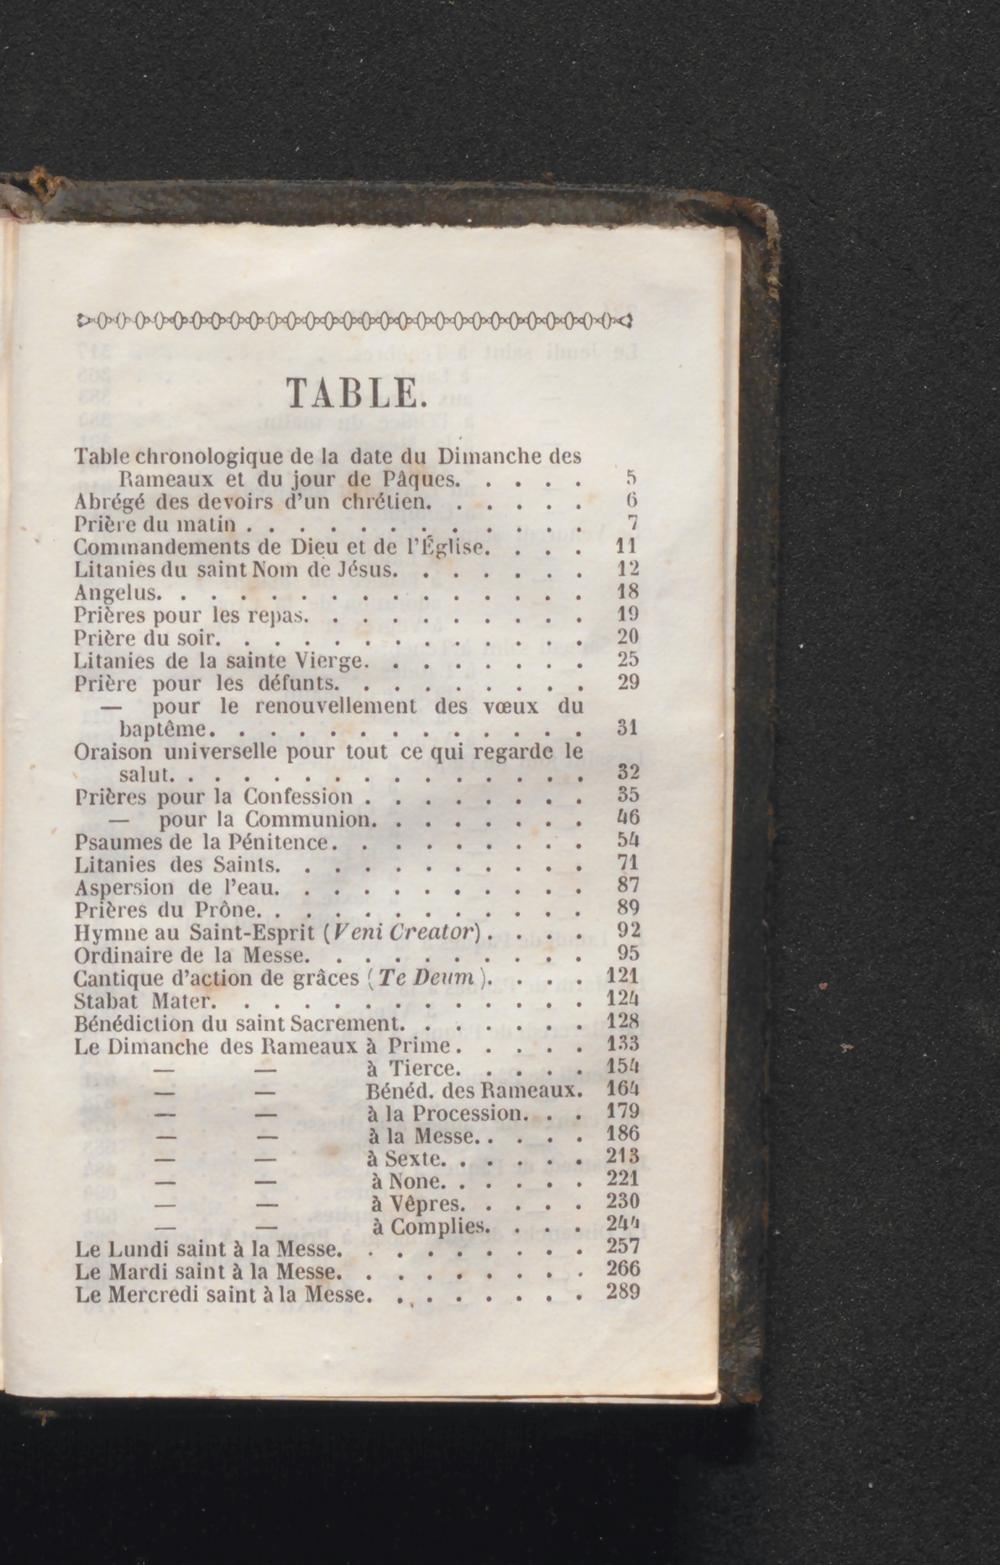 TABLE.
Table chronologique de la date du Dimanche des
Rameaux et du jour de Pâques. . . . . 5
Abrégé des devoirs d'un chrétien. . . . . . 6
Prière du matin . . . . . . . . . . . . 7
Commandements de Dieu et de l'Église. . . . 11
Litanies du saint Nom de Jésus. . . . . . . 12
Angelus. . . . . . . . . . . . . . . 18
Prières pour les repas. . . . . . . . . . 19
Prière du soir. . . . . . . . . . . . . 20
Litanies de la sainte Vierge. . . . . . . . 25
Prière pour les défunts. . . . . . . . . 29
— pour le renouvellement des vœux du
baptême. . . . . . . . . . . . . 31
Oraison universelle pour tout ce qui regarde le
salut. . . . . . . . . . . . . . . 32
Prières pour la Confession . . . . . . . . 35
— pour la Communion. . . . . . . . 46
Psaumes de la Pénitence. . . . . . . . . 54
Litanies des Saints. . . . . . . . . . . 71
Aspersion de l'eau. . . . . . . . . . . 87
Prières du Prône. . . . . . . . . . . . 89
Hymne au Saint-Esprit (Veni Creator) . . . . 92
Ordinaire de la Messe. . . . . . . . . . 95
Cantique d'action de grâces (Te Deum). . . . 121
Stabat Mater. . . . . . . . . . . . . 124
Bénédiction du saint Sacrement. . . . . . . 128
Le Dimanche des Rameaux à Prime. . . . . 133
— — à Tierce. . . . . 154
— — Bénéd. des Rameaux. 164
— — à la Procession. . . 179
— — à la Messe. . . . . 186
— — à Sexte. . . . . . 213
— — à None. . . . . . 221
— — à Vêpres. . . . . 230
— — à Complies. . . . 244
Le Lundi saint à la Messe. . . . . . . . . 257
Le Mardi saint à la Messe. . . . . . . . . 266
Le Mercredi saint à la Messe. . . . . . . . 289